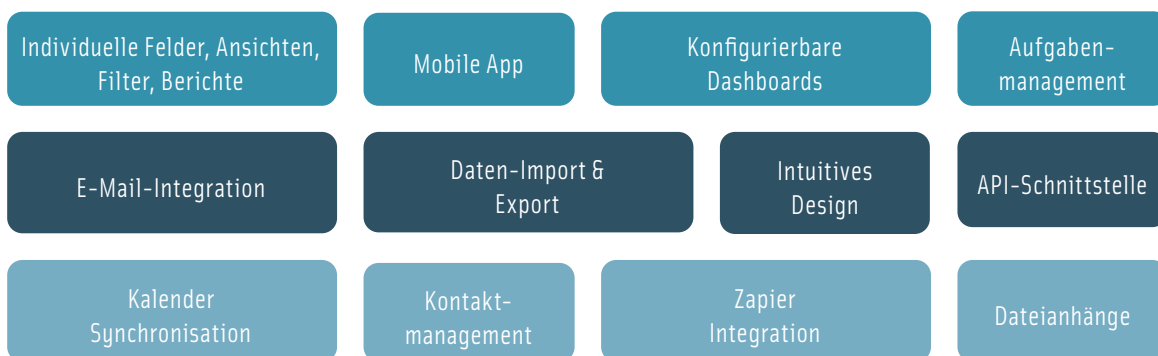 Individuelle Felder, Ansichten,
Filter, Berichte
Mobile App
Konfigurierbare
Dashboards
Aufgaben-
management
E-Mail-Integration
Daten-Import &
Export
Intuitives
Design
API-Schnittstelle
Kalender
Synchronisation
Kontakt-
management
Zapier
Integration
Dateianhänge